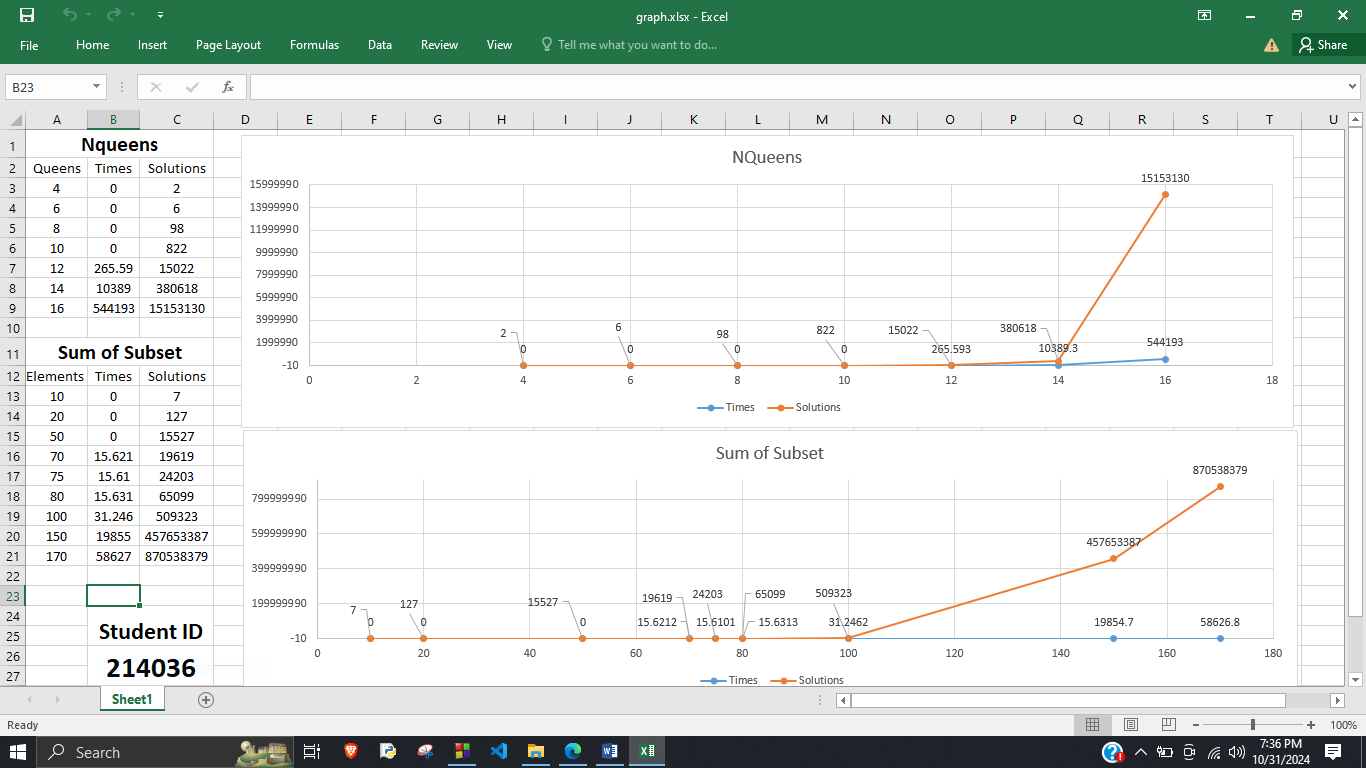 graph.xlsx - Excel
File Home Insert Page Layout Formulas Data Review View Tell me what you want to do... Share
B23 fx
A B C D E F G H I J K L M N O P Q R S T U
1 Nqueens
2 Queens Times Solutions
3 4 0 2
4 6 0 6
5 8 0 98
6 10 0 822
7 12 265.59 15022
8 14 10389 380618
9 16 544193 15153130
10
11 Sum of Subset
12 Elements Times Solutions
13 10 0 7
14 20 0 127
15 50 0 15527
16 70 15.621 19619
17 75 15.61 24203
18 80 15.631 65099
19 100 31.246 509323
20 150 19855 457653387
21 170 58627 870538379
22
23
24
25 Student ID
26
27 214036
NQueens
15153130
15999990
13999990
11999990
9999990
7999990
5999990
3999990
1999990
-10
2 6 98 822 15022 380618 544193
0 0 0 0 265.593 10389.3
0 2 4 6 8 10 12 14 16 18
Times Solutions
Sum of Subset
870538379
799999990
599999990
399999990
199999990
-10
457653387
7 127 15527 19619 24203 65099 509323
0 0 0 15.6212 15.6101 15.6313 31.2462 19854.7 58626.8
0 20 40 60 80 100 120 140 160 180
Times Solutions
Sheet1
Ready 100%
Search
7:36 PM
10/31/2024